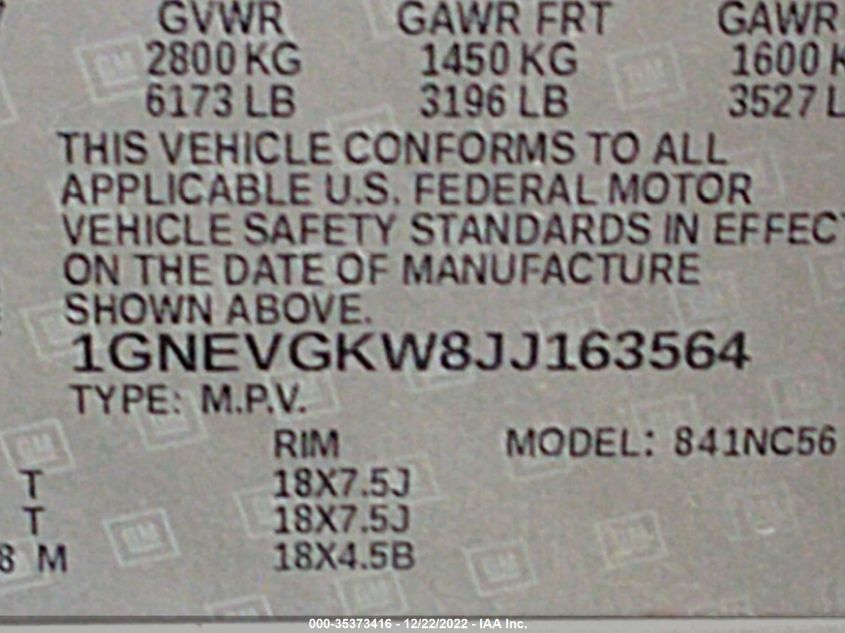 GVWR GAWR FRT GAWR
2800 KG 1450 KG 1600 K
6173 LB 3196 LB 3527 L
THIS VEHICLE CONFORMS TO ALL
APPLICABLE U.S. FEDERAL MOTOR
VEHICLE SAFETY STANDARDS IN EFFECT
ON THE DATE OF MANUFACTURE
SHOWN ABOVE.
1GNEVGKW8JJ163564
TYPE: M.P.V.
RIM MODEL: 841NC56
T 18X7.5J
T 18X7.5J
8 M 18X4.5B
000-35373416 - 12/22/2022 - IAA Inc.